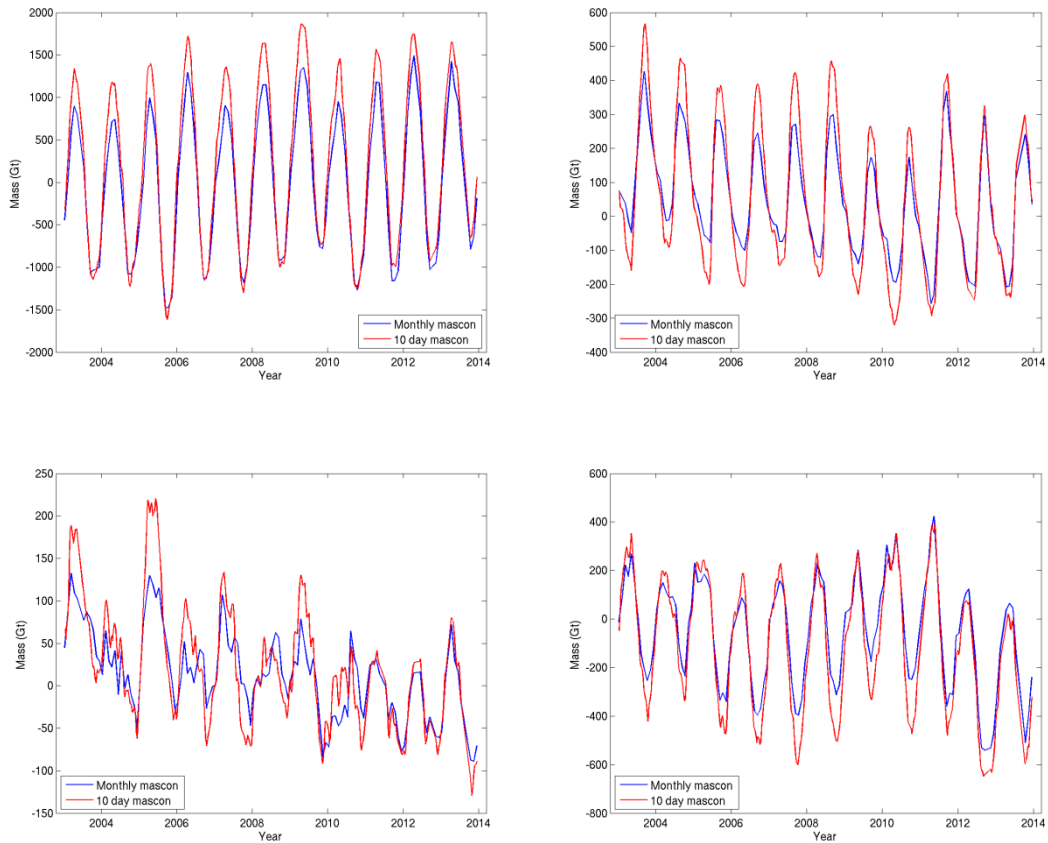 2000
1500
1000
500
0
-500
-1000
-1500
-2000
Mass (Gt)
2004 2006 2008 2010 2012 2014
Year
Monthly mascon
10 day mascon
600
500
400
300
200
100
0
-100
-200
-300
-400
Mass (Gt)
2004 2006 2008 2010 2012 2014
Year
Monthly mascon
10 day mascon
250
200
150
100
50
0
-50
-100
-150
Mass (Gt)
2004 2006 2008 2010 2012 2014
Year
Monthly mascon
10 day mascon
600
400
200
0
-200
-400
-600
-800
Mass (Gt)
2004 2006 2008 2010 2012 2014
Year
Monthly mascon
10 day mascon